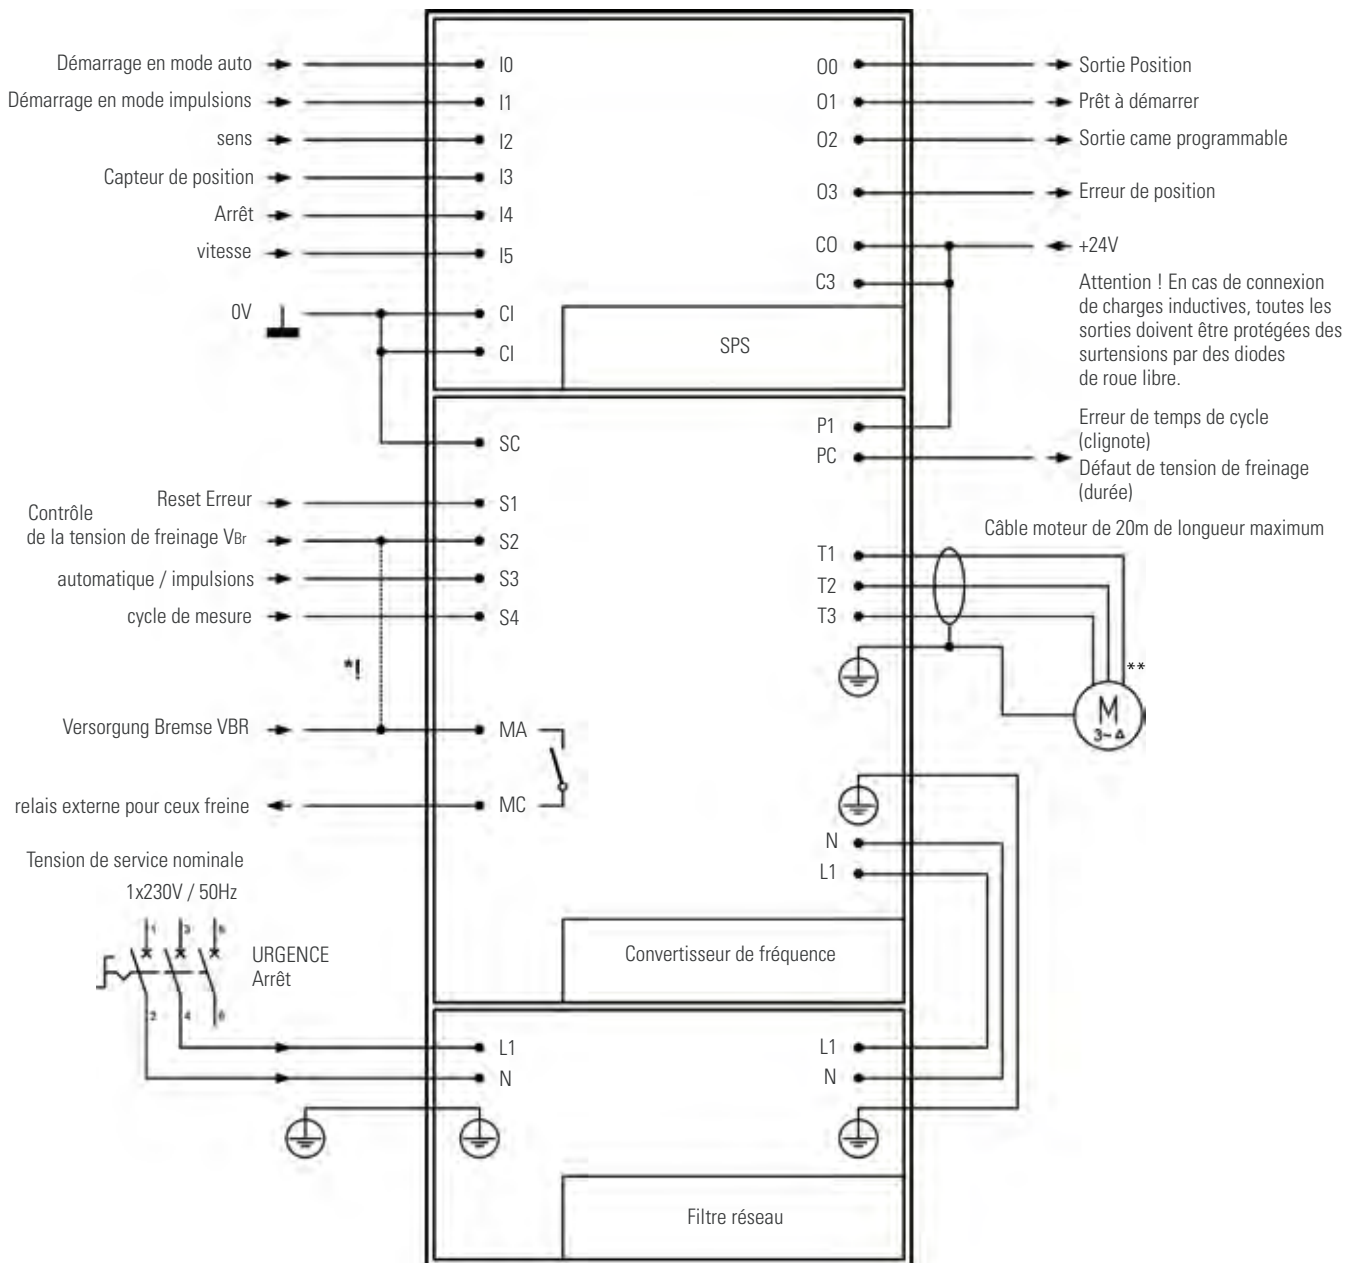 Démarrage en mode auto
I0
O0
Sortie Position
Démarrage en mode impulsions
I1
O1
Prêt à démarrer
sens
I2
O2
Sortie came programmable
Capteur de position
I3
O3
Erreur de position
Arrêt
I4
vitesse
I5
CO
+24V
C3
Attention ! En cas de connexion
de charges inductives, toutes les
sorties doivent être protégées des
surtensions par des diodes
de roue libre.
0V
CI
CI
SPS
SC
P1
PC
Erreur de temps de cycle
(clignote)
Défaut de tension de freinage
(durée)
Reset Erreur
S1
Contrôle
de la tension de freinage VBr
S2
automatique / impulsions
S3
cycle de mesure
S4
Câble moteur de 20m de longueur maximum
T1
T2
T3
*!
**
M
3~ Δ
Versorgung Bremse VBR
MA
relais externe pour ceux freine
MC
N
L1
Tension de service nominale
1x230V / 50Hz
1 3 5
URGENCE
Arrêt
2 4 6
Convertisseur de fréquence
L1
N
L1
N
Filtre réseau